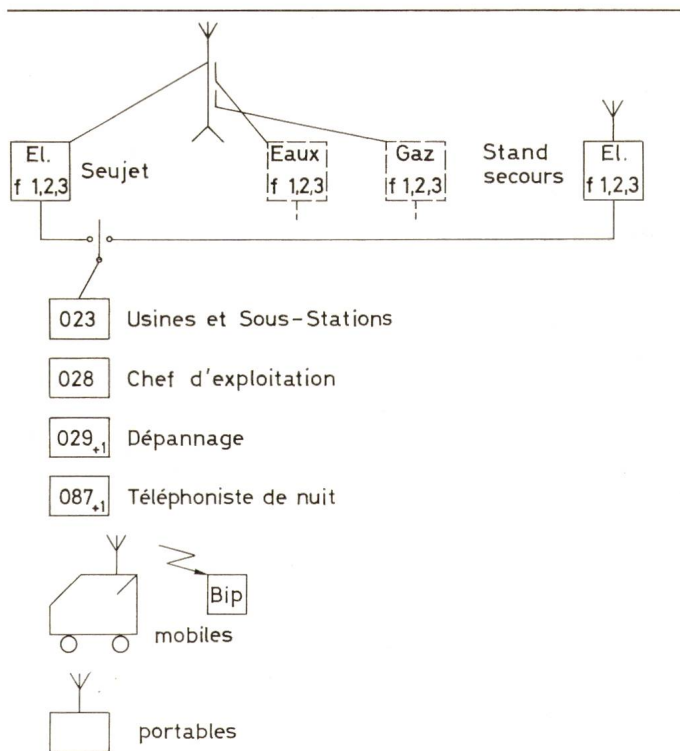 El.
f 1,2,3
Seujet
Eaux
f 1,2,3
Gaz
f 1,2,3
Stand
secours
El.
f 1,2,3
023 Usines et Sous-Stations
028 Chef d'exploitation
029+1 Dépannage
087+1 Téléphoniste de nuit
Bip
mobiles
portables